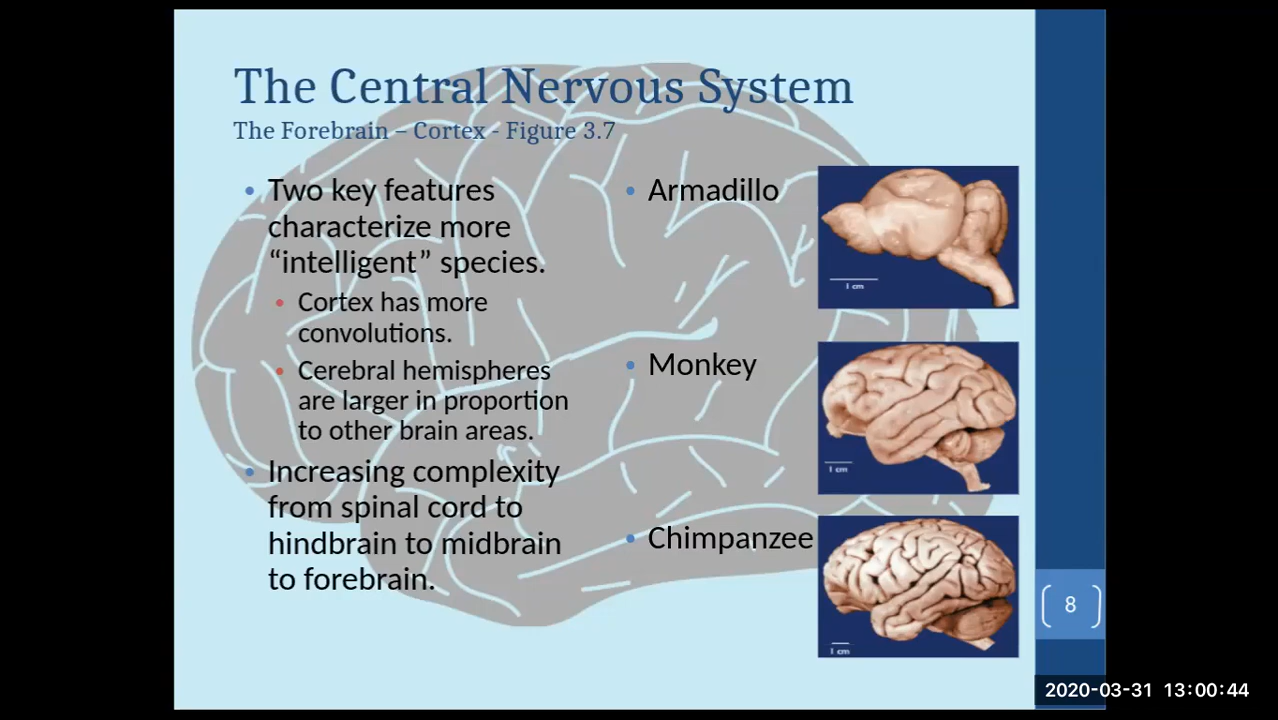 The Central Nervous System
The Forebrain – Cortex - Figure 3.7
• Two key features
characterize more
“intelligent” species.
• Cortex has more
convolutions.
• Cerebral hemispheres
are larger in proportion
to other brain areas.
• Increasing complexity
from spinal cord to
hindbrain to midbrain
to forebrain.
• Armadillo
1 cm
• Monkey
1 cm
• Chimpanzee
1 cm
8
2020-03-31 13:00:44